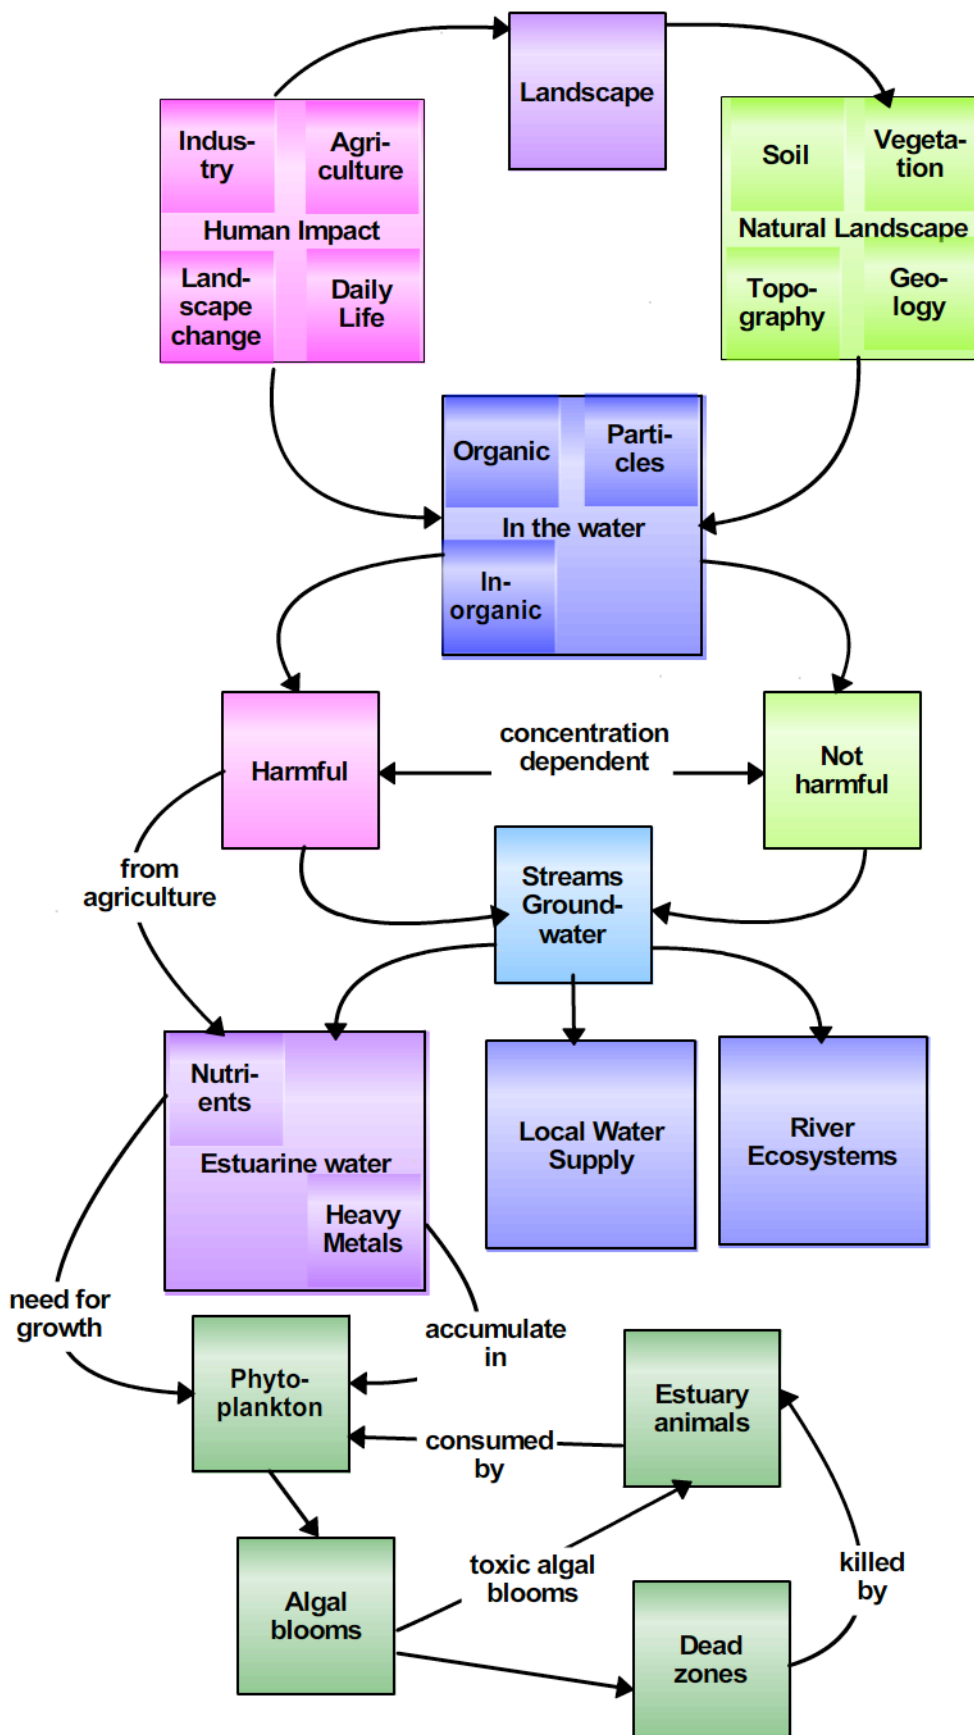 Landscape
Indus-
try
Agri-
culture
Human Impact
Land-
scape
change
Daily
Life
Soil
Vegeta-
tion
Natural Landscape
Topo-
graphy
Geo-
logy
Organic
Parti-
cles
In the water
In-
organic
Harmful
concentration
dependent
Not
harmful
from
agriculture
Streams
Ground-
water
Nutri-
ents
Estuarine water
Heavy
Metals
Local Water
Supply
River
Ecosystems
need for
growth
accumulate
in
Phyto-
plankton
Estuary
animals
consumed
by
toxic algal
blooms
killed
by
Algal
blooms
Dead
zones